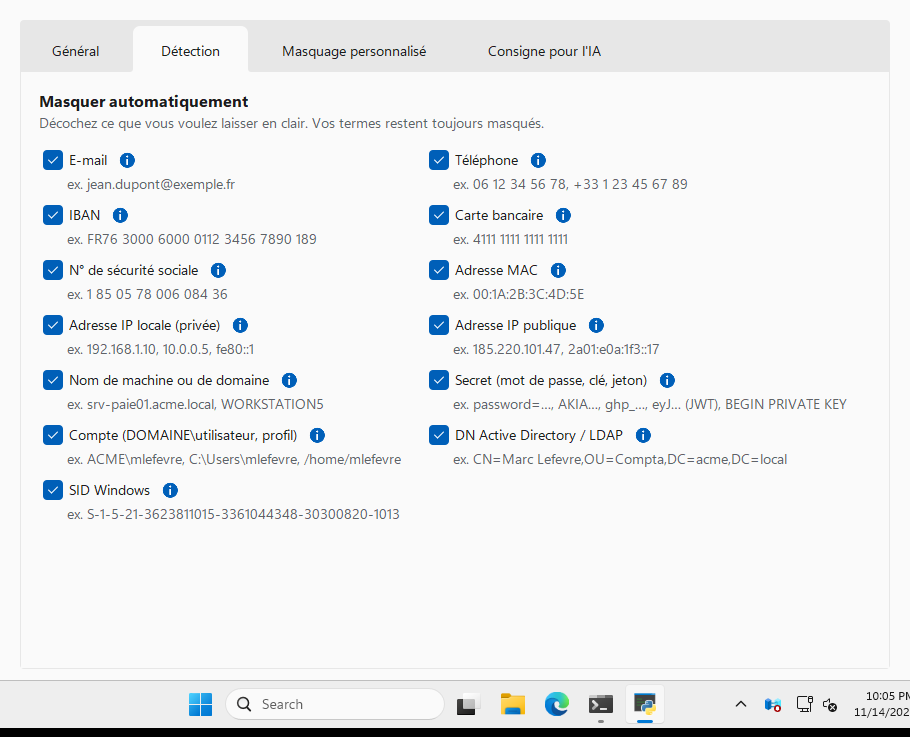 Général Détection Masquage personnalisé Consigne pour l'IA
Masquer automatiquement
Décochez ce que vous voulez laisser en clair. Vos termes restent toujours masqués.
E-mail
ex. jean.dupont@exemple.fr
Téléphone
ex. 06 12 34 56 78, +33 1 23 45 67 89
IBAN
ex. FR76 3000 6000 0112 3456 7890 189
Carte bancaire
ex. 4111 1111 1111 1111
N° de sécurité sociale
ex. 1 85 05 78 006 084 36
Adresse MAC
ex. 00:1A:2B:3C:4D:5E
Adresse IP locale (privée)
ex. 192.168.1.10, 10.0.0.5, fe80::1
Adresse IP publique
ex. 185.220.101.47, 2a01:e0a:1f3::17
Nom de machine ou de domaine
ex. srv-paie01.acme.local, WORKSTATION5
Secret (mot de passe, clé, jeton)
ex. password=..., AKIA..., ghp_..., eyJ... (JWT), BEGIN PRIVATE KEY
Compte (DOMAINE\utilisateur, profil)
ex. ACME\mlefevre, C:\Users\mlefevre, /home/mlefevre
DN Active Directory / LDAP
ex. CN=Marc Lefevre,OU=Compta,DC=acme,DC=local
SID Windows
ex. S-1-5-21-3623811015-3361044348-30300820-1013
Search
10:05 PM
11/14/202